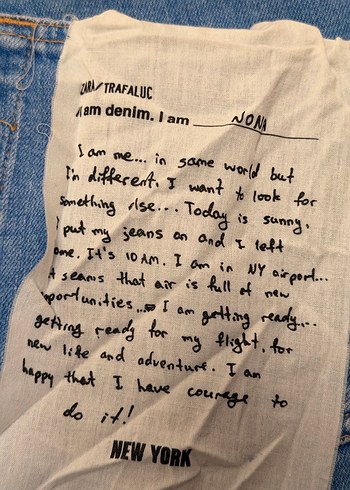 ZARA/TRAFALUC
I am denim. I am NONA
I am me... in same world but
I'm different. I want to look for
something else... Today is sunny.
I put my jeans on and I left
ome. It's 10 AM. I am in NY airport...
t seams that air is full of new
portunities... I am getting ready...
getting ready for my flight, for
new life and adventure. I am
happy that I have courage to
do it!
NEW YORK